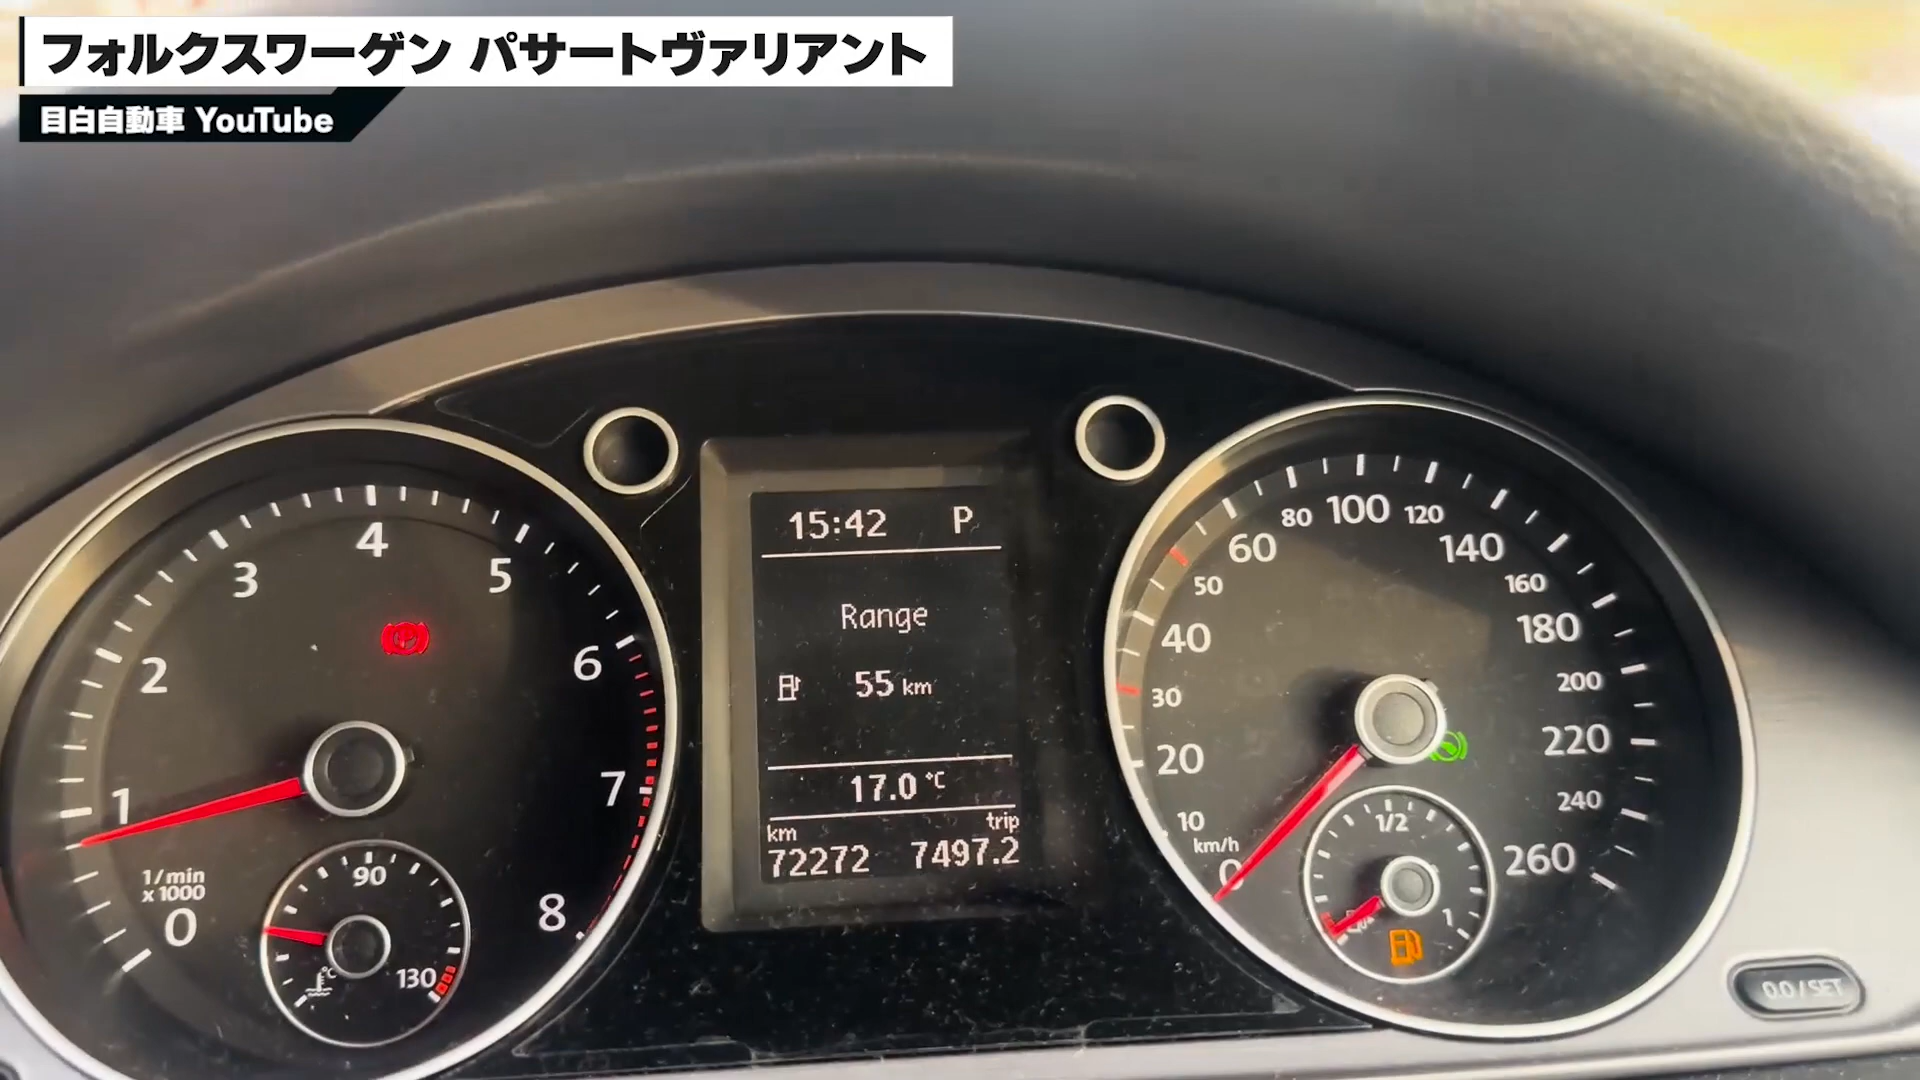 フォルクスワーゲン パサートヴァリアント
目白自動車 YouTube
15:42 P
Range
55 km
17.0 °C
km trip
72272 7497.2
0 1 2 3 4 5 6 7 8
1/min
x 1000
90
°C
130
0 10 20 30 40 50 60 80 100 120 140 160 180 200 220 240 260
km/h
1/2
1
0.0 / SET